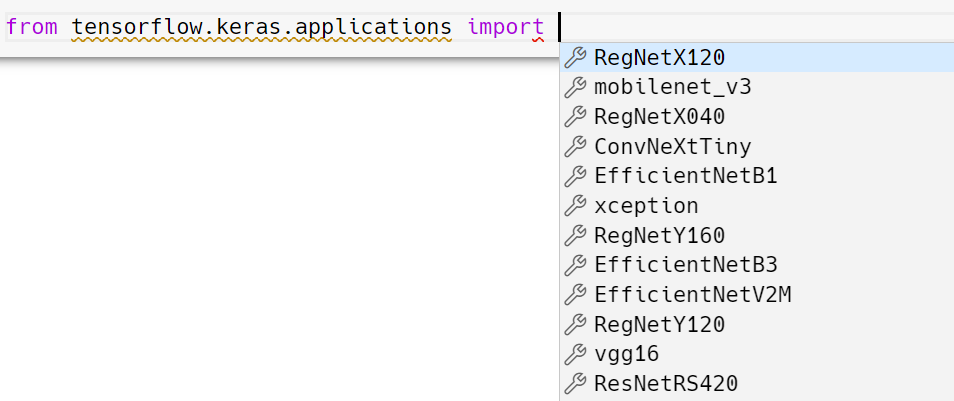 from tensorflow.keras.applications import
RegNetX120
mobilenet_v3
RegNetX040
ConvNeXtTiny
EfficientNetB1
xception
RegNetY160
EfficientNetB3
EfficientNetV2M
RegNetY120
vgg16
ResNetRS420